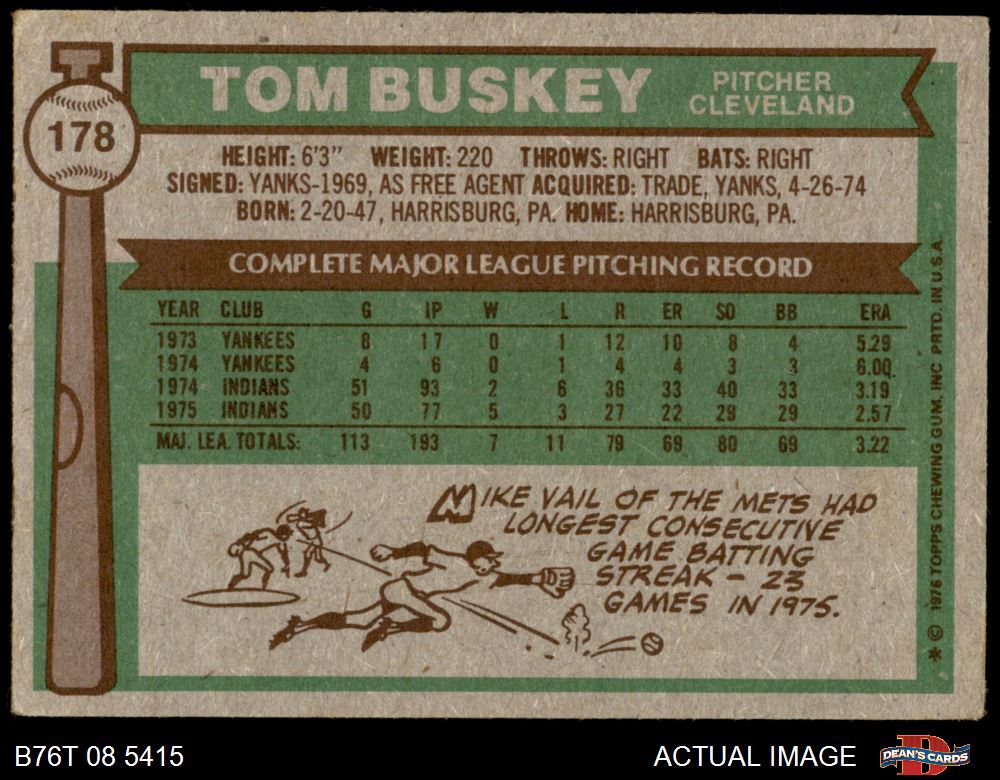 178
TOM BUSKEY
PITCHER
CLEVELAND
HEIGHT: 6'3" WEIGHT: 220 THROWS: RIGHT BATS: RIGHT
SIGNED: YANKS-1969, AS FREE AGENT ACQUIRED: TRADE, YANKS, 4-26-74
BORN: 2-20-47, HARRISBURG, PA. HOME: HARRISBURG, PA.
COMPLETE MAJOR LEAGUE PITCHING RECORD
YEAR CLUB G IP W L R ER SO BB ERA
1973 YANKEES 8 17 0 1 12 10 8 4 5.29
1974 YANKEES 4 6 0 1 4 4 3 3 6.00
1974 INDIANS 51 93 2 6 36 33 40 33 3.19
1975 INDIANS 50 77 5 3 27 22 29 29 2.57
MAJ. LEA. TOTALS: 113 193 7 11 79 69 80 69 3.22
MIKE VAIL OF THE METS HAD
LONGEST CONSECUTIVE
GAME BATTING
STREAK - 23
GAMES IN 1975.
* © 1976 TOPPS CHEWING GUM, INC PRTD. IN U.S.A.
B76T 08 5415
ACTUAL IMAGE
DEAN'S CARDS